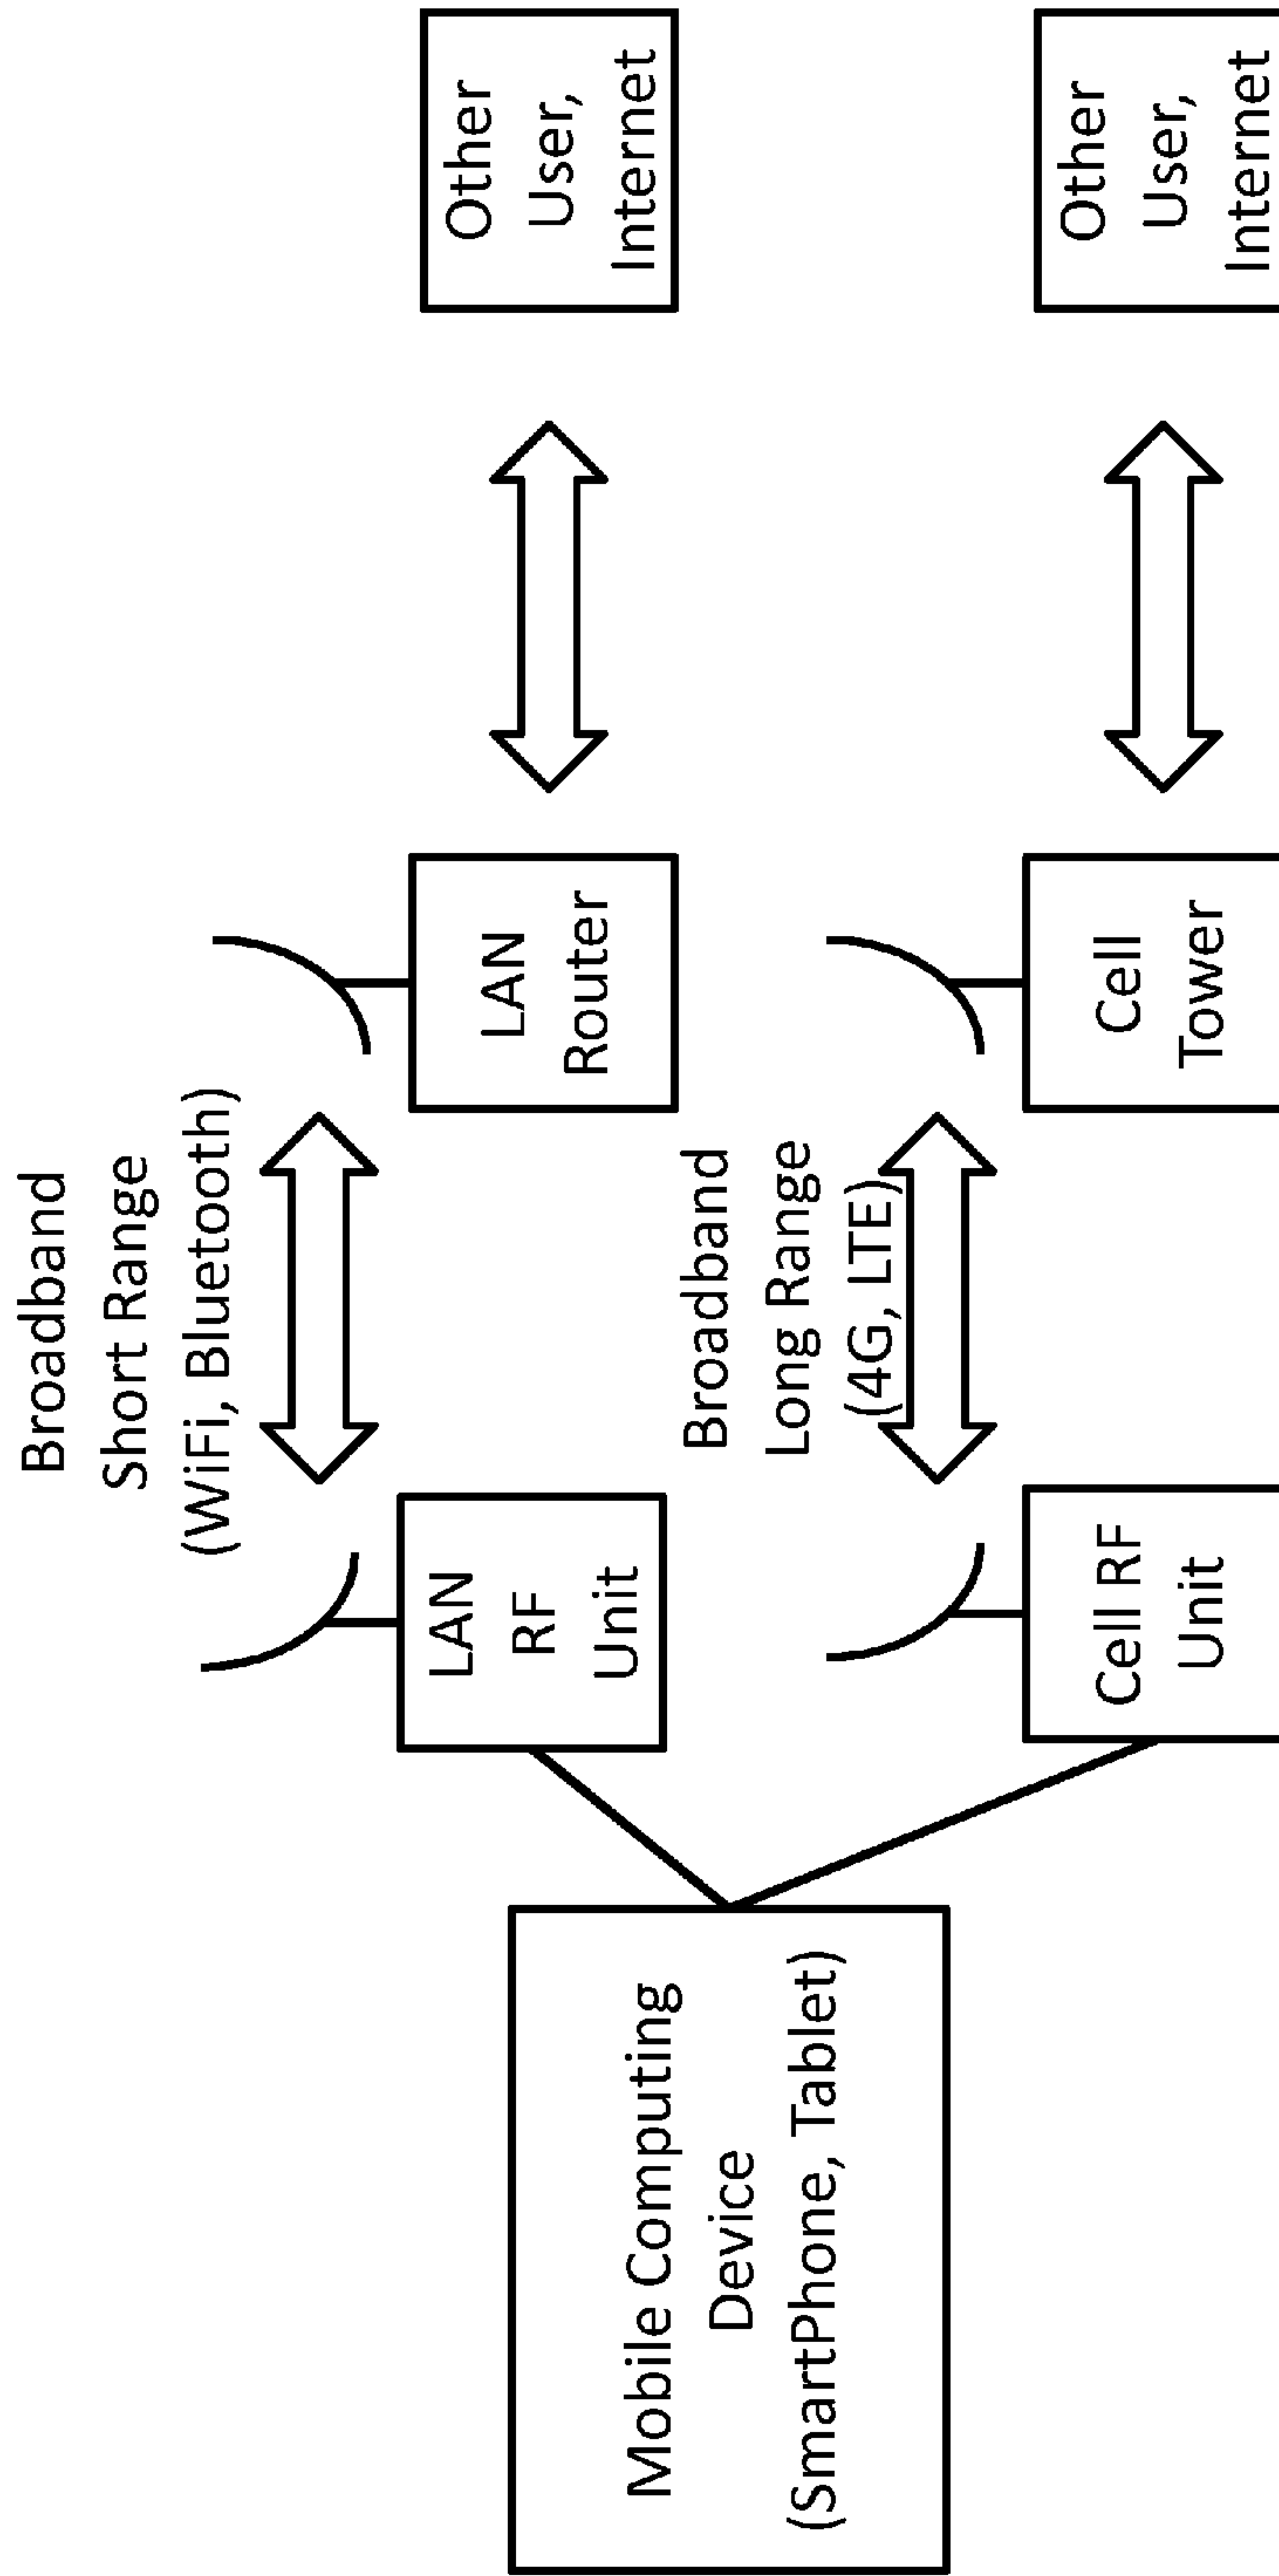 Broadband
Short Range
(WiFi, Bluetooth)
LAN
RF
Unit
LAN
Router
Other
User,
Internet
Mobile Computing
Device
(SmartPhone, Tablet)
Broadband
Long Range
(4G, LTE)
Cell RF
Unit
Cell
Tower
Other
User,
Internet